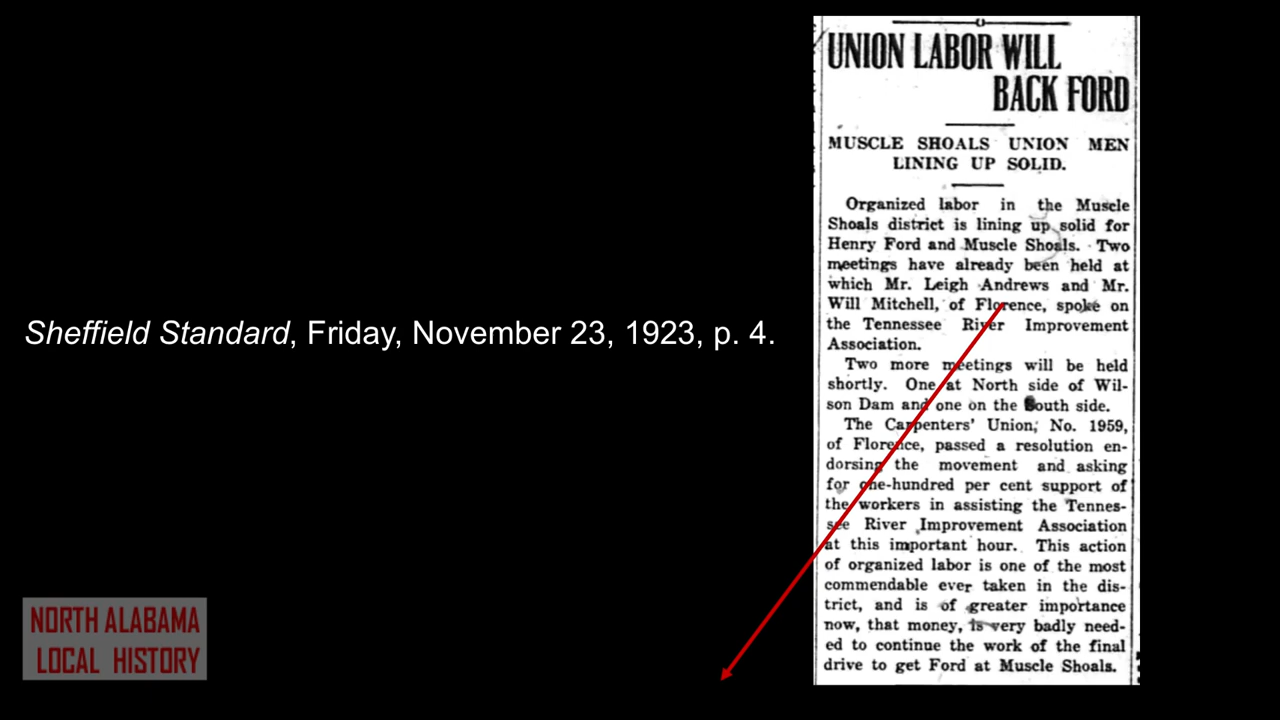 UNION LABOR WILL
BACK FORD
MUSCLE SHOALS UNION MEN
LINING UP SOLID.
Organized labor in the Muscle
Shoals district is lining up solid for
Henry Ford and Muscle Shoals. Two
meetings have already been held at
which Mr. Leigh Andrews and Mr.
Will Mitchell, of Florence, spoke on
the Tennessee River Improvement
Association.
Two more meetings will be held
shortly. One at North side of Wil-
son Dam and one on the South side.
The Carpenters' Union, No. 1959,
of Florence, passed a resolution en-
dorsing the movement and asking
for one-hundred per cent support of
the workers in assisting the Tennes-
see River Improvement Association
at this important hour. This action
of organized labor is one of the most
commendable ever taken in the dis-
trict, and is of greater importance
now, that money, is very badly need-
ed to continue the work of the final
drive to get Ford at Muscle Shoals.
Sheffield Standard, Friday, November 23, 1923, p. 4.
NORTH ALABAMA
LOCAL HISTORY